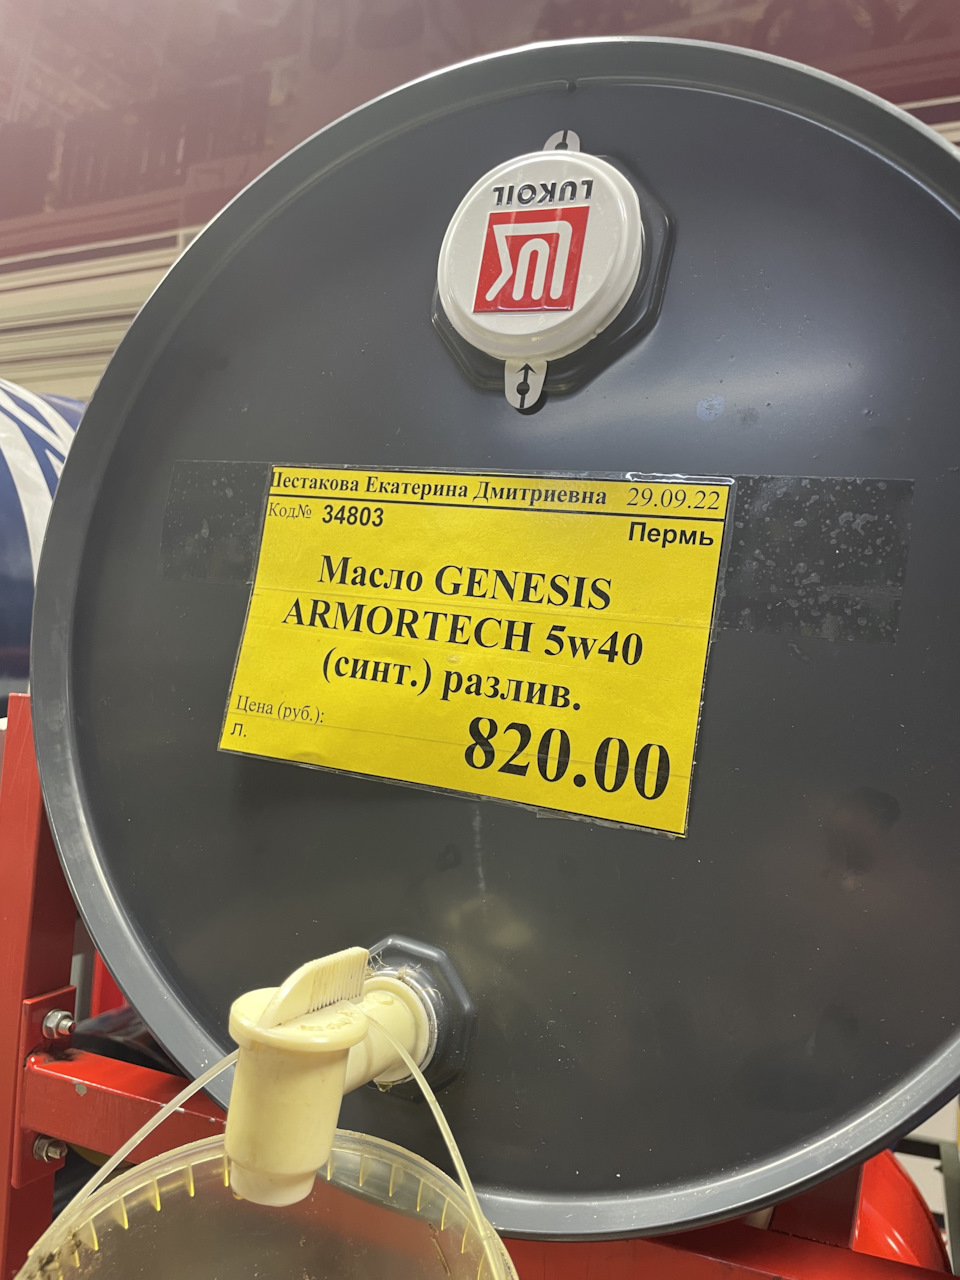 LUKOIL
Пестакова Екатерина Дмитриевна 29.09.22
Код№ 34803
Пермь
Масло GENESIS
ARMORTECH 5w40
(синт.) разлив.
Цена (руб.):
Л.
820.00